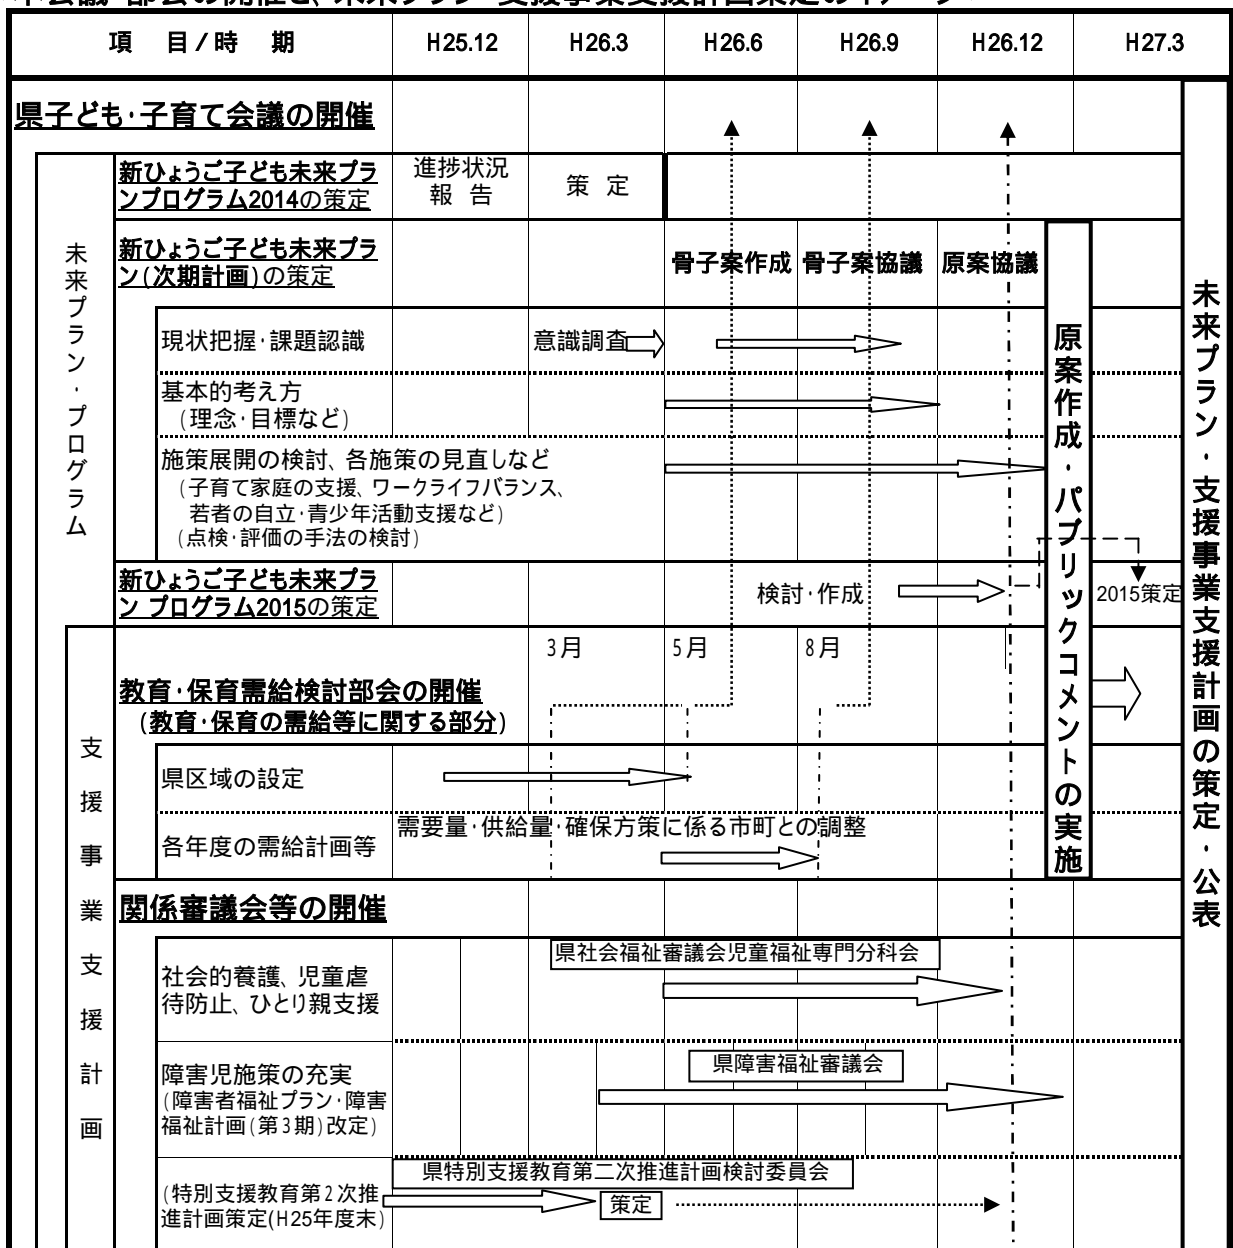 項 目/時 期 H25.12 H26.3 H26.6 H26.9 H26.12 H27.3
県子ども・子育て会議の開催
未来プラン・プログラム
新ひょうご子ども未来プラ
ンプログラム2014の策定
進捗状況
報 告
策 定
新ひょうご子ども未来プラ
ン(次期計画)の策定
骨子案作成 骨子案協議 原案協議
現状把握・課題認識
意識調査
基本的考え方
(理念・目標など)
施策展開の検討、各施策の見直しなど
(子育て家庭の支援、ワークライフバランス、
若者の自立・青少年活動支援など)
(点検・評価の手法の検討)
新ひょうご子ども未来プラ
ン プログラム2015の策定
検討・作成
2015策定
原案作成・パブリックコメントの実施
未来プラン・支援事業支援計画の策定・公表
支援事業支援計画
3月 5月 8月
教育・保育需給検討部会の開催
(教育・保育の需給等に関する部分)
県区域の設定
各年度の需給計画等
需要量・供給量・確保方策に係る市町との調整
関係審議会等の開催
社会的養護、児童虐
待防止、ひとり親支援
県社会福祉審議会児童福祉専門分科会
障害児施策の充実
(障害者福祉プラン・障害
福祉計画(第3期)改定)
県障害福祉審議会
(特別支援教育第2次推
進計画策定(H25年度末)
県特別支援教育第二次推進計画検討委員会
策定